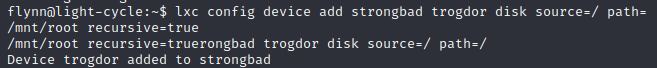 flynn@light-cycle:~$ lxc config device add strongbad trogdor disk source=/ path=
/mnt/root recursive=true
/mnt/root recursive=truerongbad trogdor disk source=/ path=/
Device trogdor added to strongbad